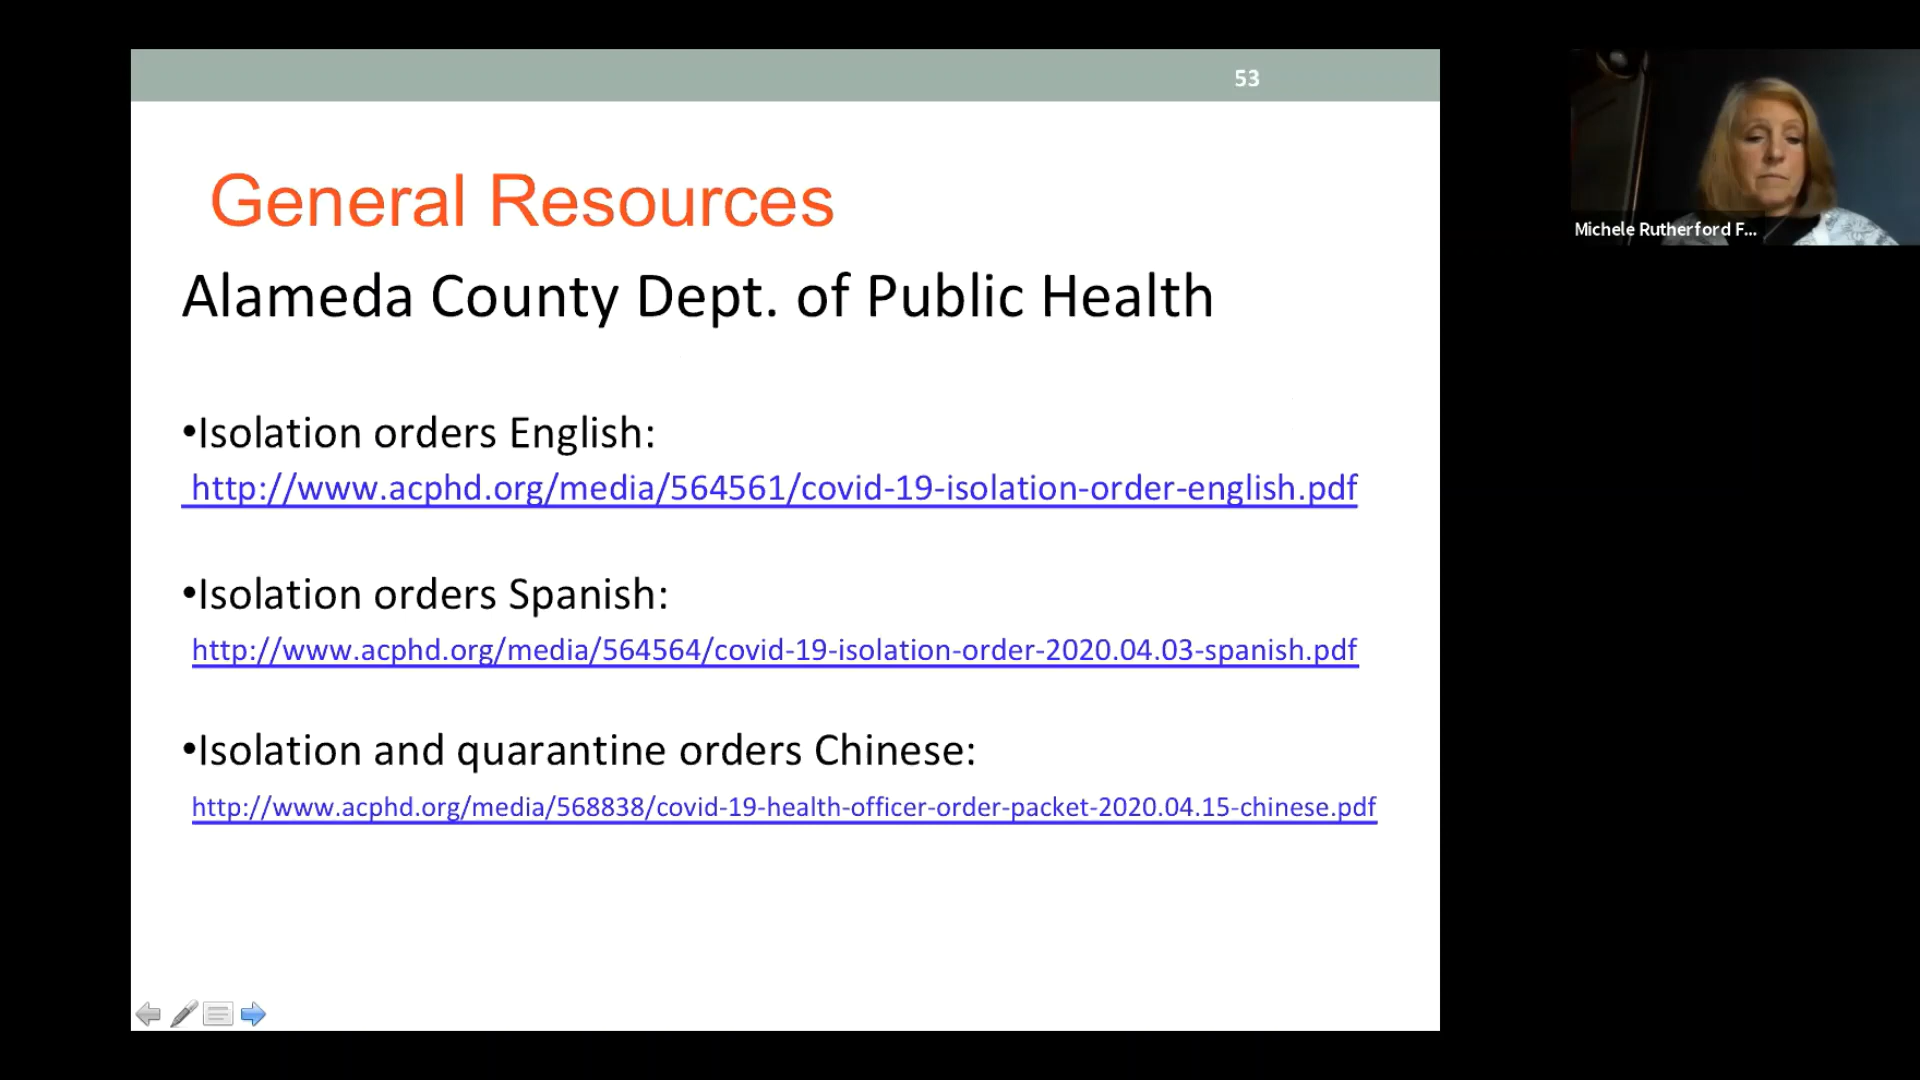 53
General Resources
Alameda County Dept. of Public Health
•Isolation orders English:
http://www.acphd.org/media/564561/covid-19-isolation-order-english.pdf
•Isolation orders Spanish:
http://www.acphd.org/media/564564/covid-19-isolation-order-2020.04.03-spanish.pdf
•Isolation and quarantine orders Chinese:
http://www.acphd.org/media/568838/covid-19-health-officer-order-packet-2020.04.15-chinese.pdf
Michele Rutherford F...